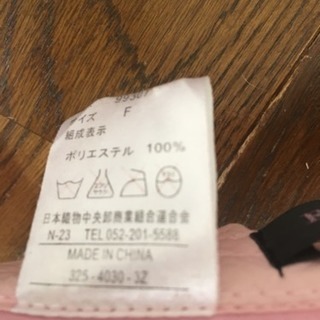 サイズ F
組成表示
ポリエステル 100%
日本織物中央卸商業組合連合会
N-23 TEL 052-201-5588
MADE IN CHINA
325-4030-3Z